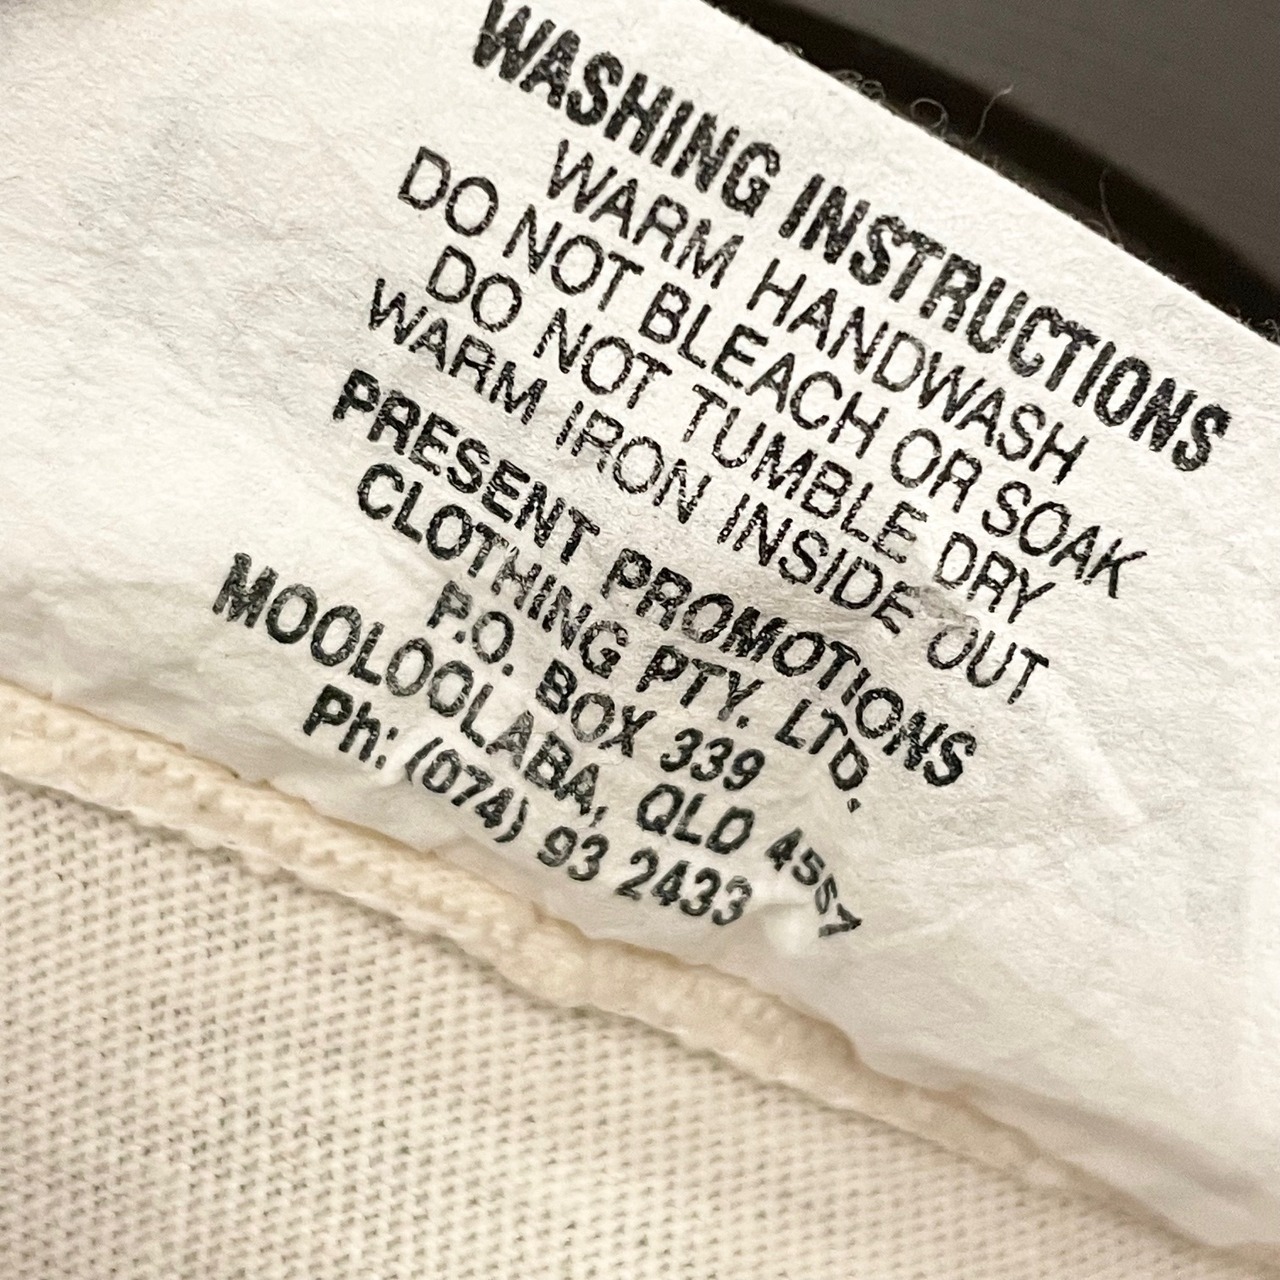 WASHING INSTRUCTIONS
WARM HANDWASH
DO NOT BLEACH OR SOAK
DO NOT TUMBLE DRY
WARM IRON INSIDE OUT
PRESENT PROMOTIONS
CLOTHING PTY. LTD.
P.O. BOX 339
MOOLOOLABA, QLD 4557
Ph: (074) 93 2433